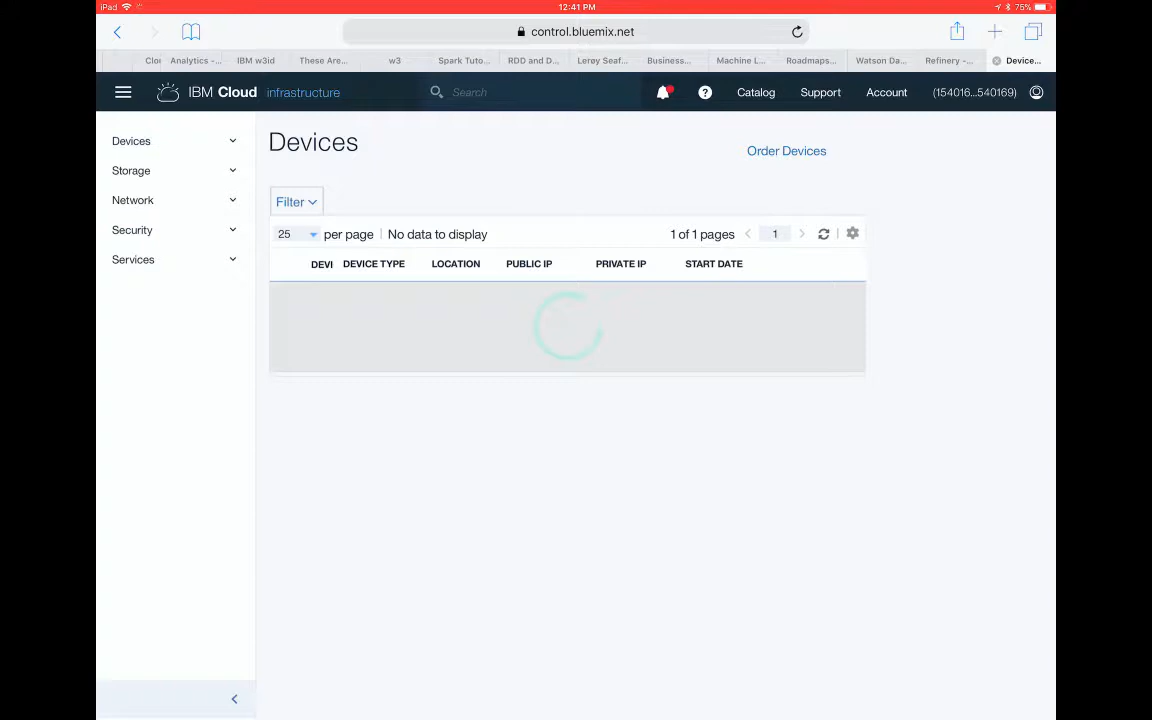 iPad 12:41 PM 75%
control.bluemix.net
Clo Analytics -... IBM w3id These Are... w3 Spark Tuto... RDD and D... Lerøy Seaf... Business... Machine L... Roadmaps... Watson Da... Refinery -... Device...
IBM Cloud infrastructure Search Catalog Support Account (154016...540169)
Devices
Storage
Network
Security
Services
Devices
Order Devices
Filter
25 per page | No data to display 1 of 1 pages 1
DEVI DEVICE TYPE LOCATION PUBLIC IP PRIVATE IP START DATE